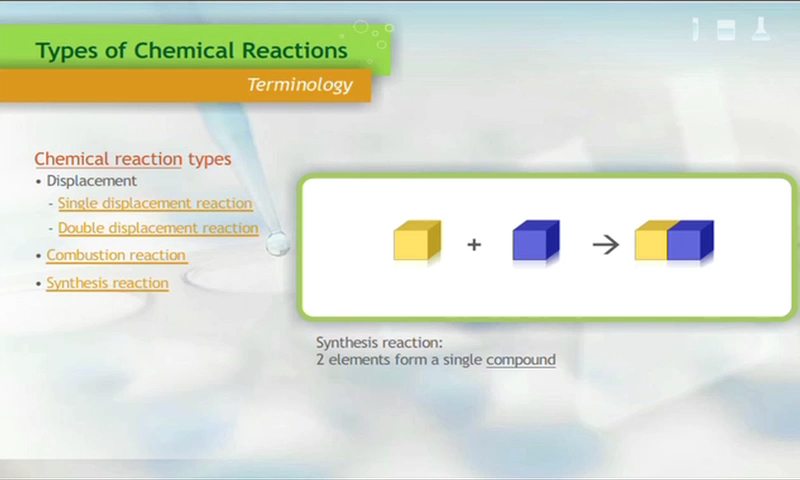 Types of Chemical Reactions
Terminology
Chemical reaction types
• Displacement
- Single displacement reaction
- Double displacement reaction
• Combustion reaction
• Synthesis reaction
+ →
Synthesis reaction:
2 elements form a single compound